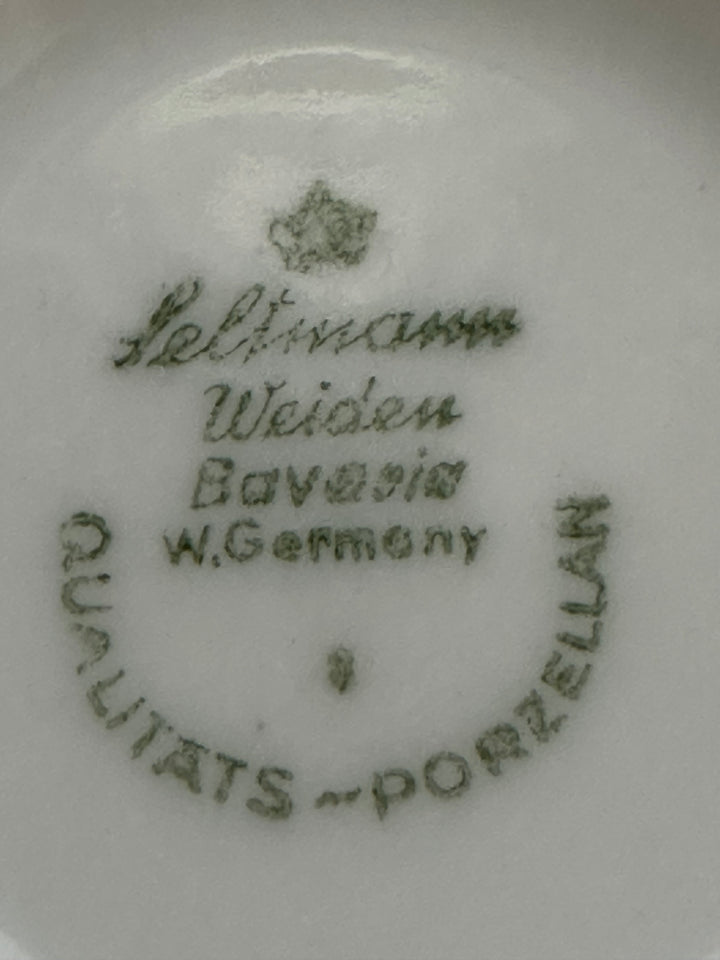 Seltmann
Weiden
Bavaria
W.Germany
QUALITÄTS-PORZELLAN